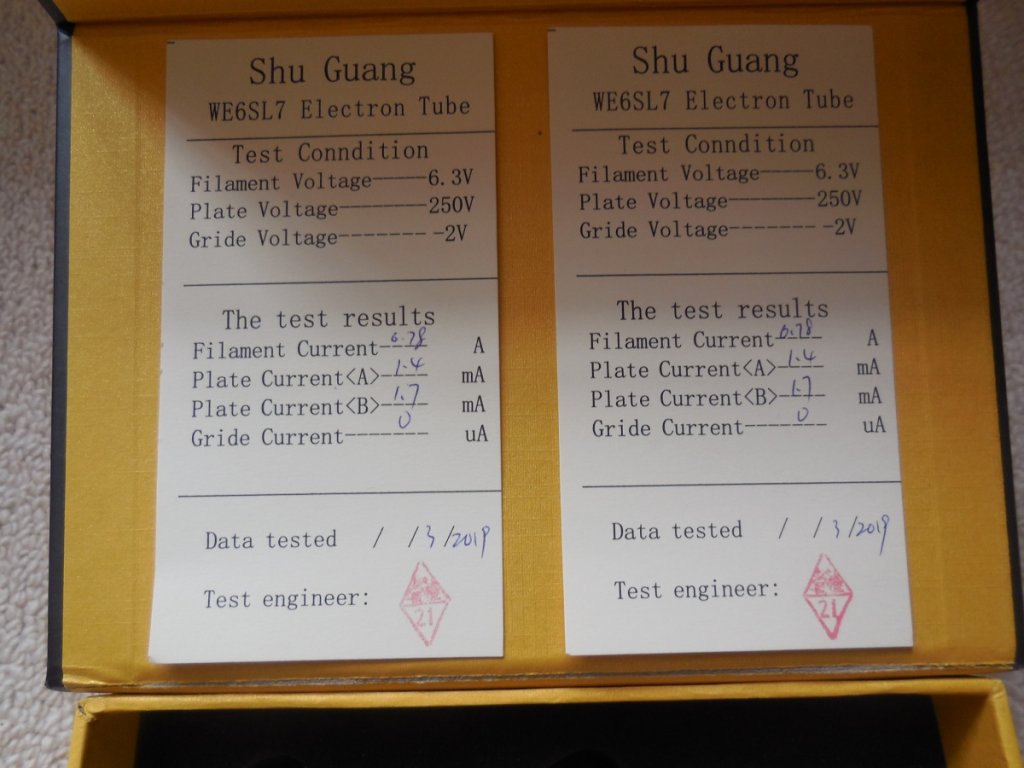 Shu Guang
WE6SL7 Electron Tube
Test Conndition
Filament Voltage-----6.3V
Plate Voltage--------250V
Gride Voltage------- -2V
The test results
Filament Current 0.78 A
Plate Current<A> 1.4 mA
Plate Current<B> 1.7 mA
Gride Current 0 uA
Data tested / /3/2019
Test engineer:
21
Shu Guang
WE6SL7 Electron Tube
Test Conndition
Filament Voltage-----6.3V
Plate Voltage--------250V
Gride Voltage------- -2V
The test results
Filament Current 0.78 A
Plate Current<A> 1.4 mA
Plate Current<B> 1.7 mA
Gride Current 0 uA
Data tested / /3/2019
Test engineer:
21